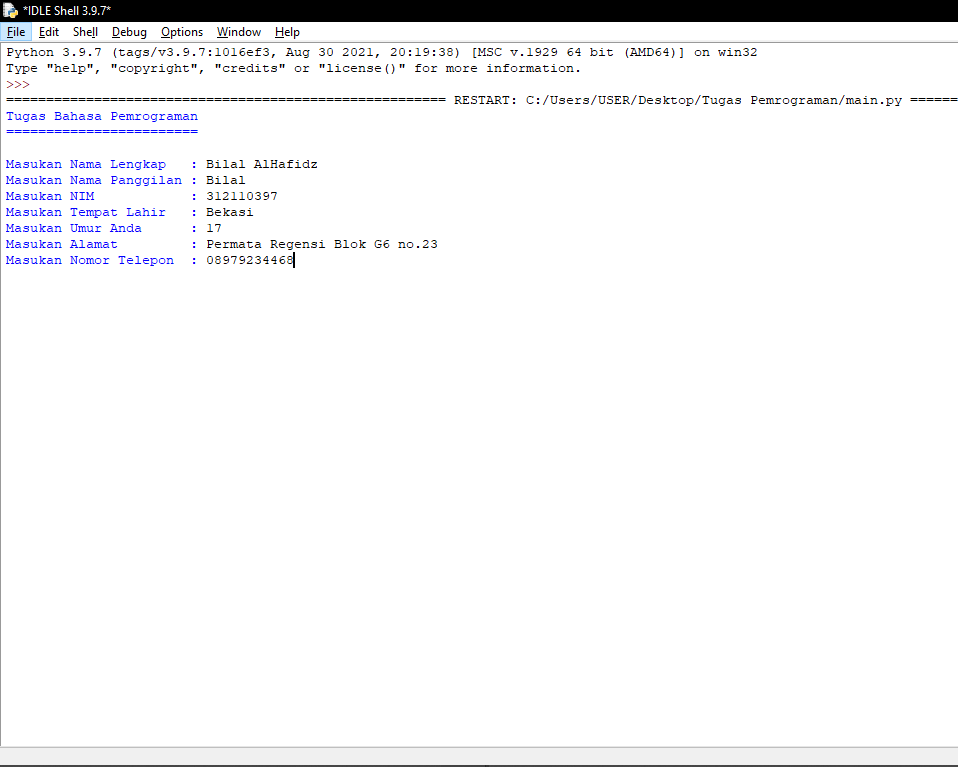 *IDLE Shell 3.9.7*
File Edit Shell Debug Options Window Help
Python 3.9.7 (tags/v3.9.7:1016ef3, Aug 30 2021, 20:19:38) [MSC v.1929 64 bit (AMD64)] on win32
Type "help", "copyright", "credits" or "license()" for more information.
>>>
======================================================= RESTART: C:/Users/USER/Desktop/Tugas Pemrograman/main.py ======
Tugas Bahasa Pemrograman
========================
Masukan Nama Lengkap   : Bilal AlHafidz
Masukan Nama Panggilan : Bilal
Masukan NIM            : 312110397
Masukan Tempat Lahir   : Bekasi
Masukan Umur Anda      : 17
Masukan Alamat         : Permata Regensi Blok G6 no.23
Masukan Nomor Telepon  : 08979234468